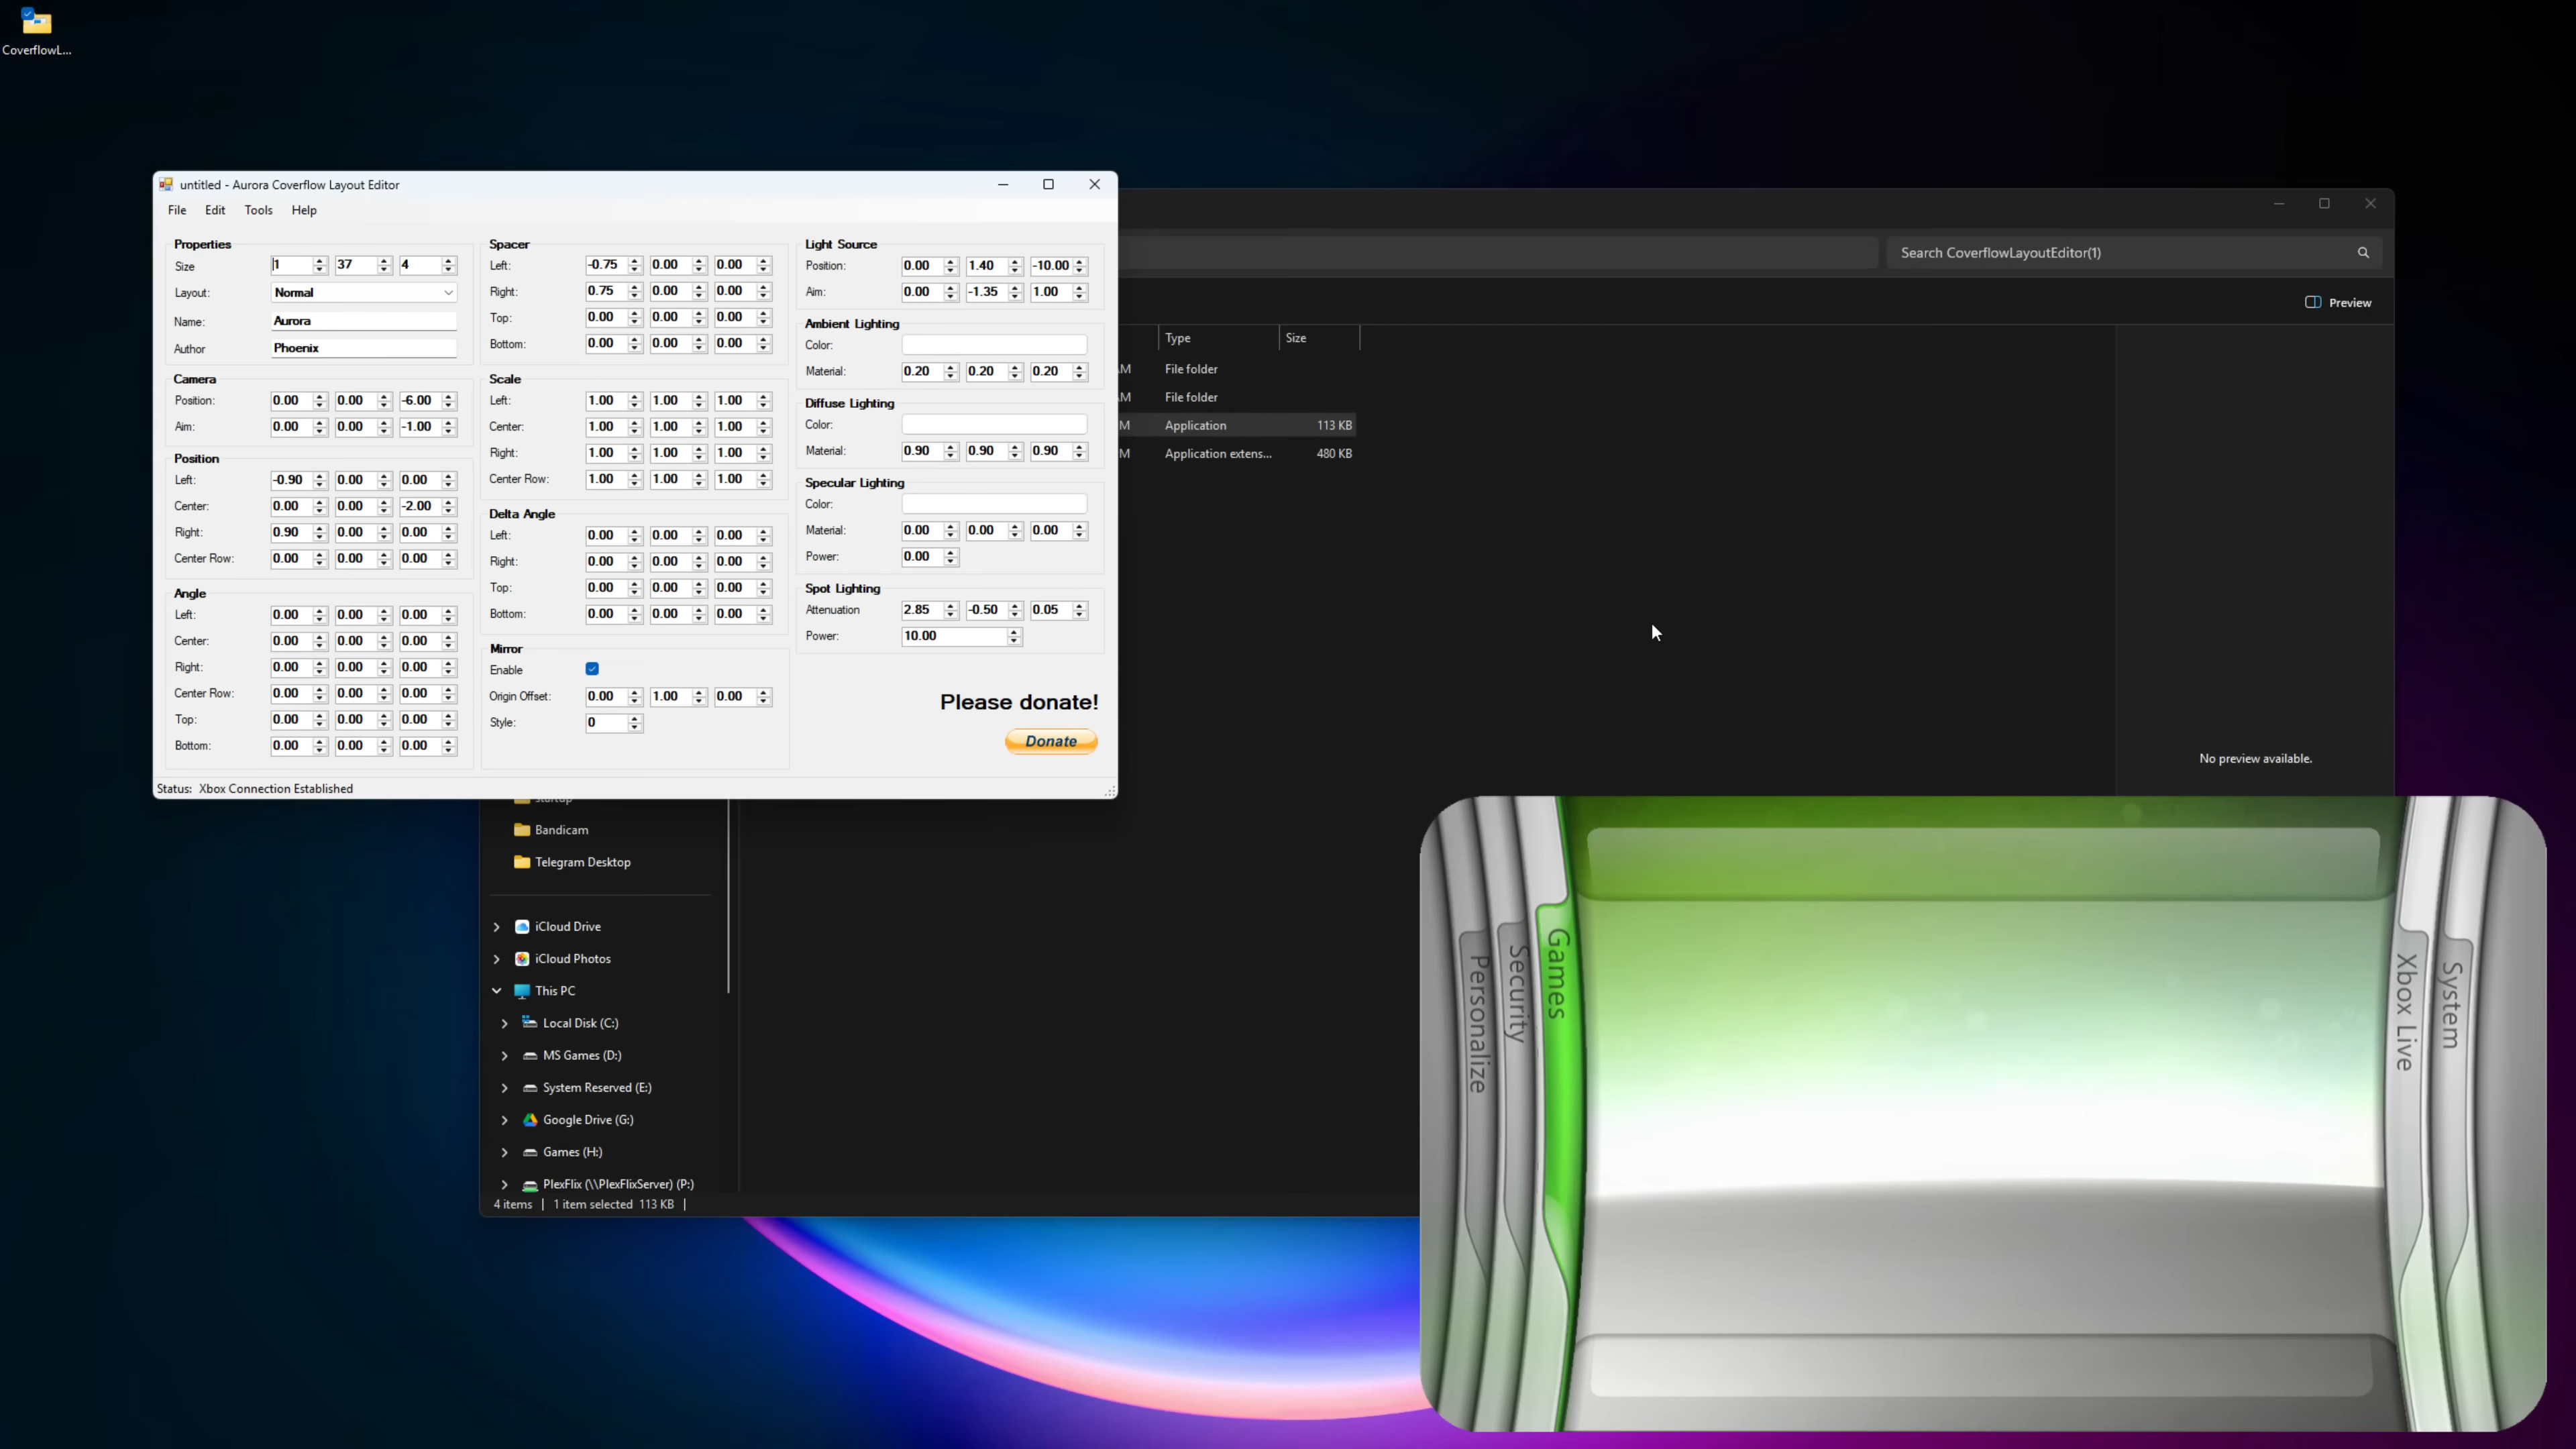 CoverflowL...
untitled - Aurora Coverflow Layout Editor
File Edit Tools Help
Properties
Size 1 37 4
Layout: Normal
Name: Aurora
Author Phoenix
Camera
Position: 0.00 0.00 -6.00
Aim: 0.00 0.00 -1.00
Position
Left: -0.90 0.00 0.00
Center: 0.00 0.00 -2.00
Right: 0.90 0.00 0.00
Center Row: 0.00 0.00 0.00
Angle
Left: 0.00 0.00 0.00
Center: 0.00 0.00 0.00
Right: 0.00 0.00 0.00
Center Row: 0.00 0.00 0.00
Top: 0.00 0.00 0.00
Bottom: 0.00 0.00 0.00
Spacer
Left: -0.75 0.00 0.00
Right: 0.75 0.00 0.00
Top: 0.00 0.00 0.00
Bottom: 0.00 0.00 0.00
Scale
Left: 1.00 1.00 1.00
Center: 1.00 1.00 1.00
Right: 1.00 1.00 1.00
Center Row: 1.00 1.00 1.00
Delta Angle
Left: 0.00 0.00 0.00
Right: 0.00 0.00 0.00
Top: 0.00 0.00 0.00
Bottom: 0.00 0.00 0.00
Mirror
Enable
Origin Offset: 0.00 1.00 0.00
Style: 0
Light Source
Position: 0.00 1.40 -10.00
Aim: 0.00 -1.35 1.00
Ambient Lighting
Color:
Material: 0.20 0.20 0.20
Diffuse Lighting
Color:
Material: 0.90 0.90 0.90
Specular Lighting
Color:
Material: 0.00 0.00 0.00
Power: 0.00
Spot Lighting
Attenuation 2.85 -0.50 0.05
Power: 10.00
Please donate!
Donate
Status: Xbox Connection Established
Search CoverflowLayoutEditor(1)
Preview
Type Size
M File folder
M File folder
M Application 113 KB
M Application extens... 480 KB
No preview available.
startup
Bandicam
Telegram Desktop
iCloud Drive
iCloud Photos
This PC
Local Disk (C:)
MS Games (D:)
System Reserved (E:)
Google Drive (G:)
Games (H:)
PlexFlix (\\PlexFlixServer) (P:)
4 items | 1 item selected 113 KB |
Personalize
Security
Games
Xbox Live
System